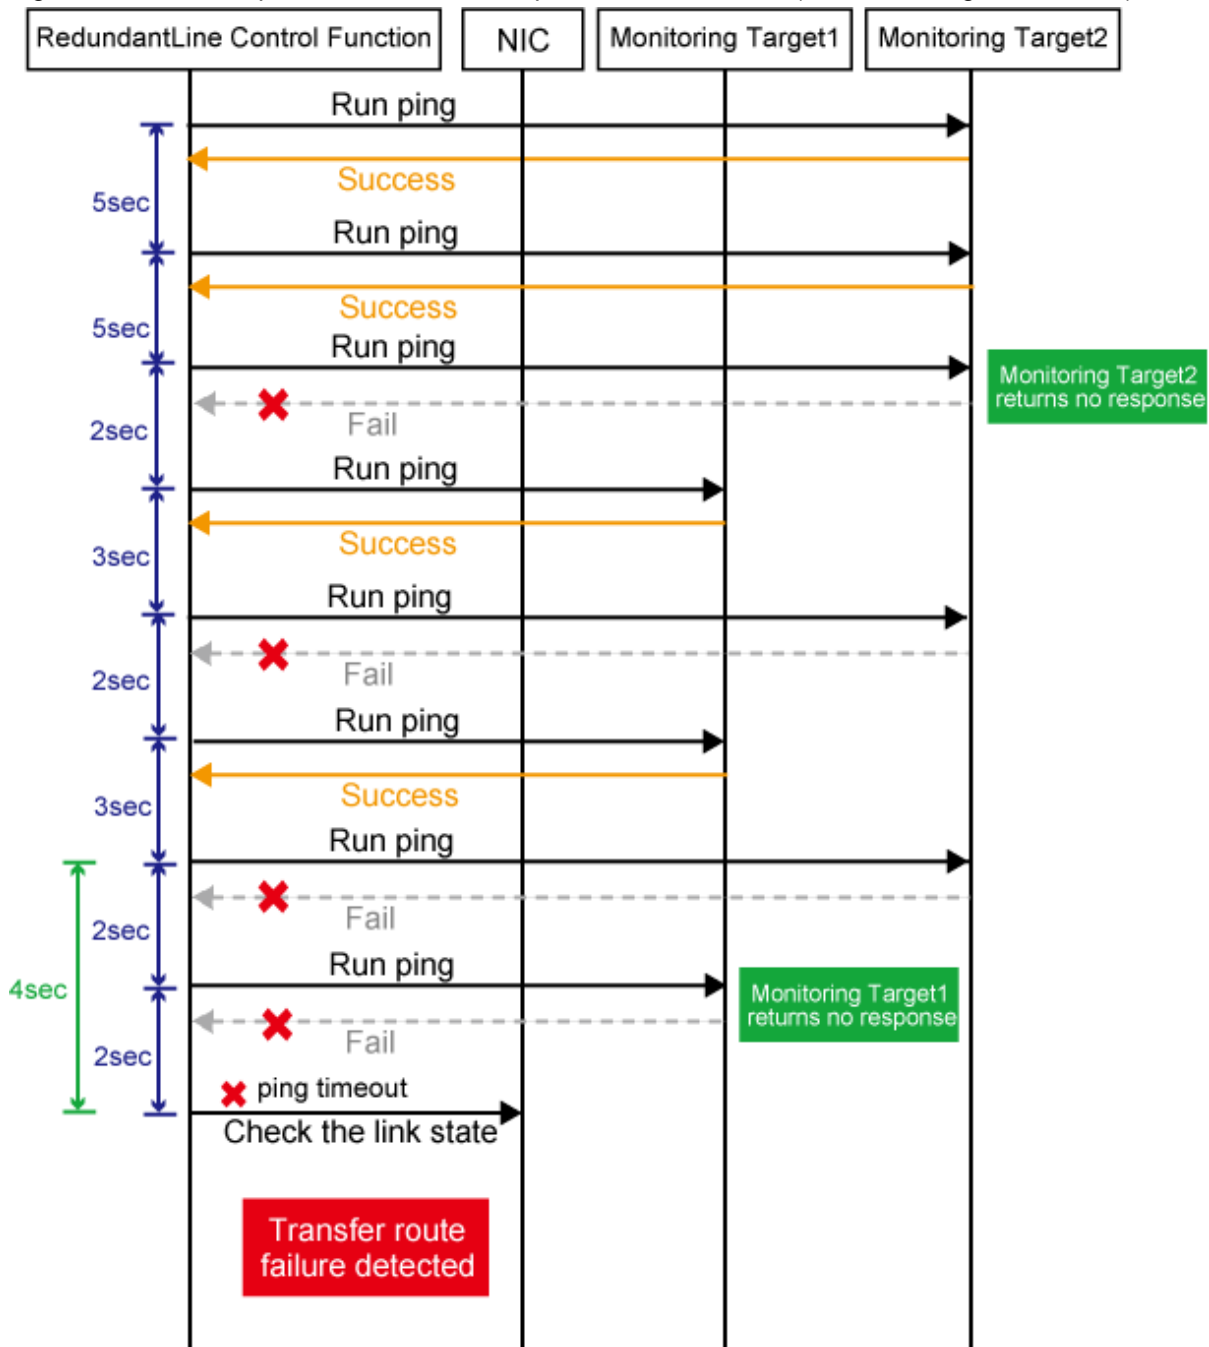 RedundantLine Control Function
NIC
Monitoring Target1
Monitoring Target2
Run ping
Success
5sec
Run ping
Success
5sec
Run ping
Monitoring Target2
returns no response
Fail
2sec
Run ping
Success
3sec
Run ping
Fail
2sec
Run ping
Success
3sec
Run ping
Fail
2sec
Run ping
4sec
Monitoring Target1
returns no response
Fail
2sec
ping timeout
Check the link state
Transfer route
failure detected